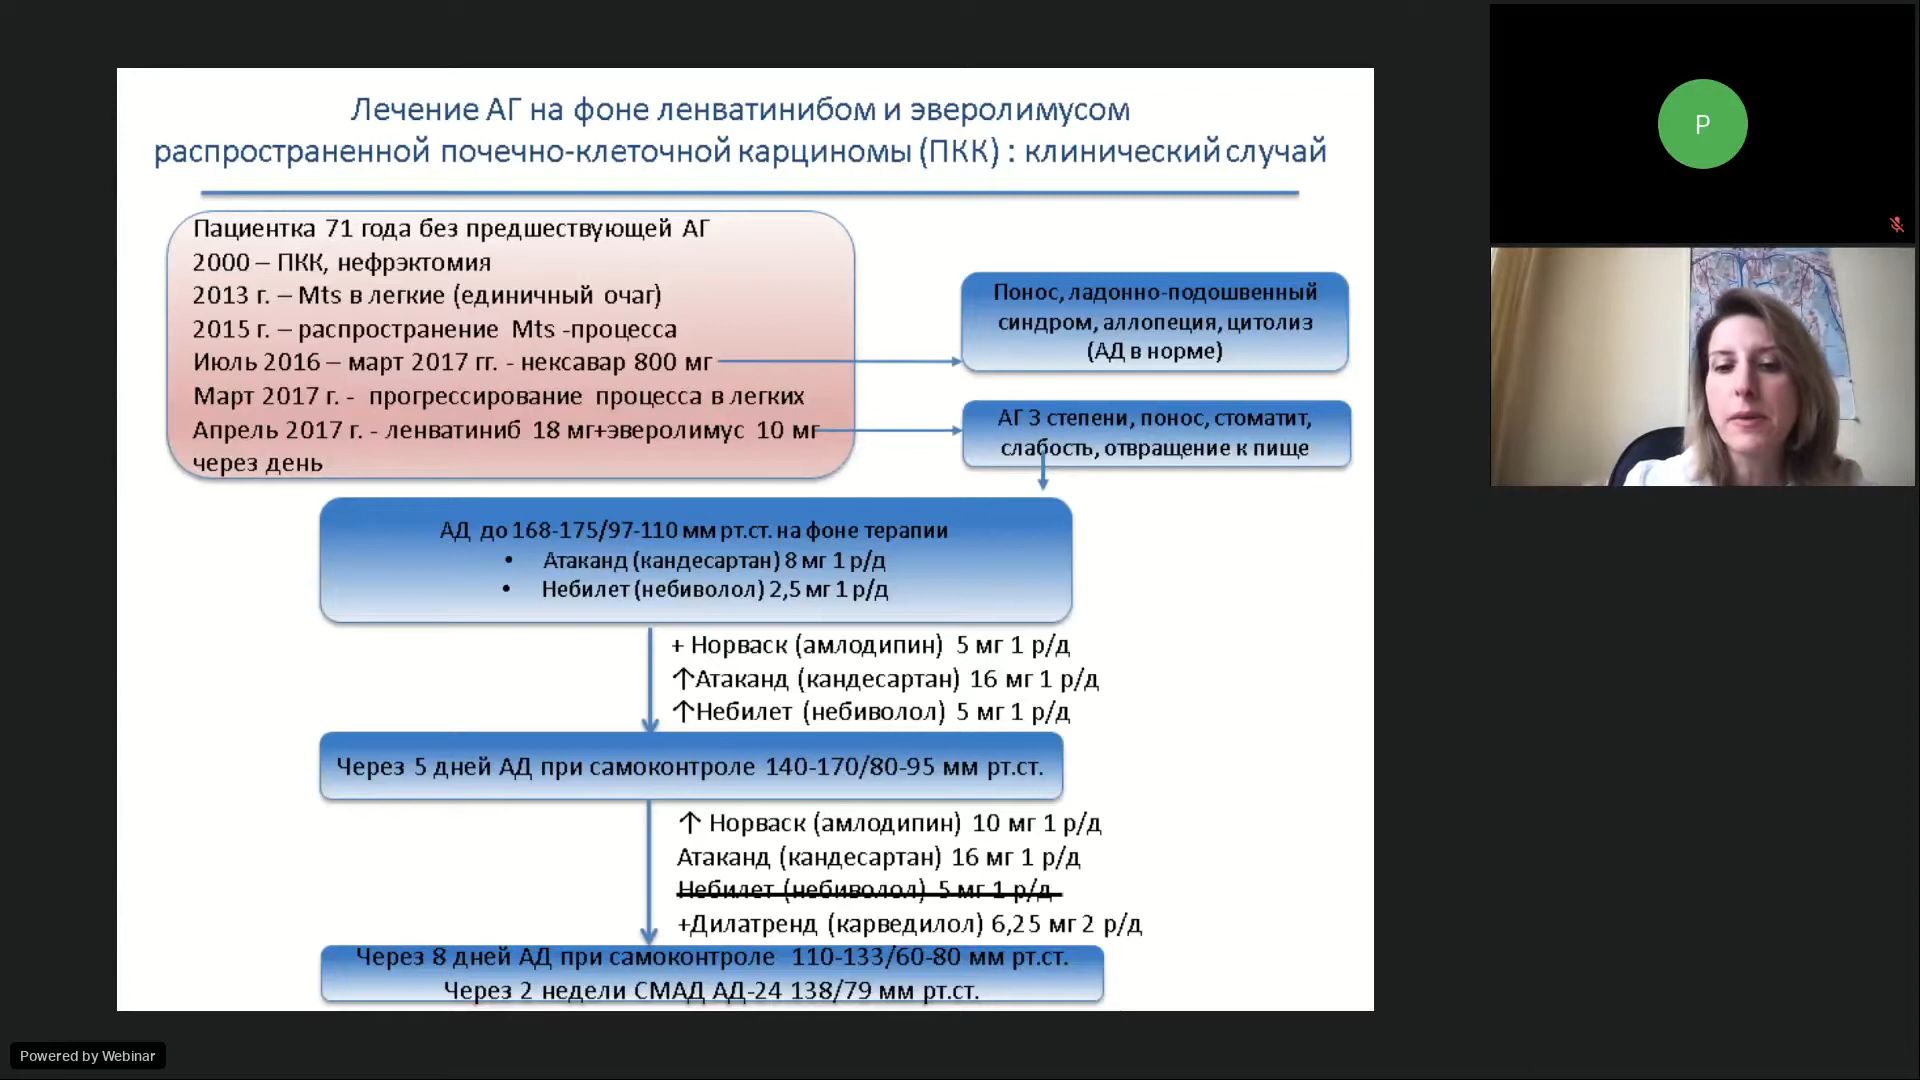 Лечение АГ на фоне ленватинибом и эверолимусом
распространенной почечно-клеточной карциномы (ПКК) : клинический случай
Пациентка 71 года без предшествующей АГ
2000 – ПКК, нефрэктомия
2013 г. – Mts в легкие (единичный очаг)
2015 г. – распространение Mts -процесса
Июль 2016 – март 2017 гг. - нексавар 800 мг
Март 2017 г. - прогрессирование процесса в легких
Апрель 2017 г. - ленватиниб 18 мг+эверолимус 10 мг
через день
Понос, ладонно-подошвенный
синдром, аллопеция, цитолиз
(АД в норме)
АГ 3 степени, понос, стоматит,
слабость, отвращение к пище
АД до 168-175/97-110 мм рт.ст. на фоне терапии
• Атаканд (кандесартан) 8 мг 1 р/д
• Небилет (небиволол) 2,5 мг 1 р/д
+ Норваск (амлодипин) 5 мг 1 р/д
↑Атаканд (кандесартан) 16 мг 1 р/д
↑Небилет (небиволол) 5 мг 1 р/д
Через 5 дней АД при самоконтроле 140-170/80-95 мм рт.ст.
↑ Норваск (амлодипин) 10 мг 1 р/д
Атаканд (кандесартан) 16 мг 1 р/д
Небилет (небиволол) 5 мг 1 р/д
+Дилатренд (карведилол) 6,25 мг 2 р/д
Через 8 дней АД при самоконтроле 110-133/60-80 мм рт.ст.
Через 2 недели СМАД АД-24 138/79 мм рт.ст.
P
Powered by Webinar